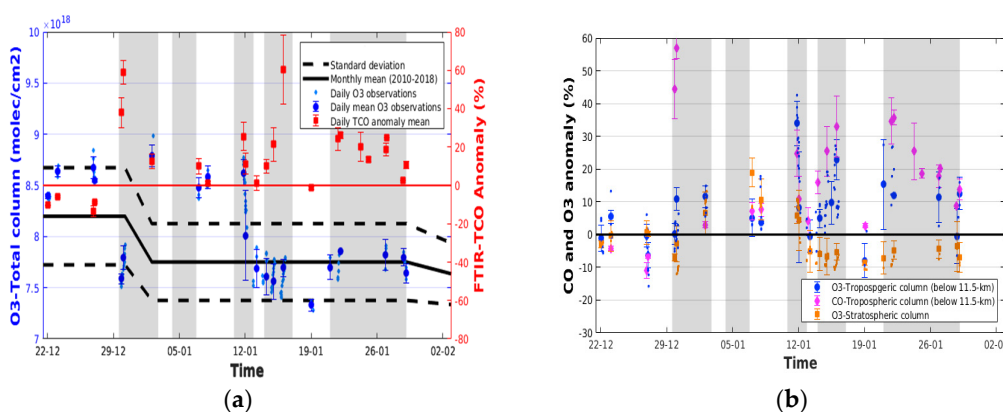 (a)
10 ×10^18
9.5
9
8.5
8
7.5
7
O3-Total column (molec/cm2)
80
60
40
20
0
-20
-40
-60
-80
FTIR-TCO Anomaly (%)
Standard deviation
Monthly mean (2010-2018)
Daily O3 observations
Daily mean O3 observations
Daily TCO anomaly mean
22-12 29-12 05-01 12-01 19-01 26-01 02-02
Time
(a)
(b)
60
50
40
30
20
10
0
-10
-20
-30
CO and O3 anomaly (%)
O3-Tropospgeric column (below 11.5-km)
CO-Tropospheric column (below 11.5-km)
O3-Stratospheric column
22-12 29-12 05-01 12-01 19-01 26-01 02-02
Time
(b)